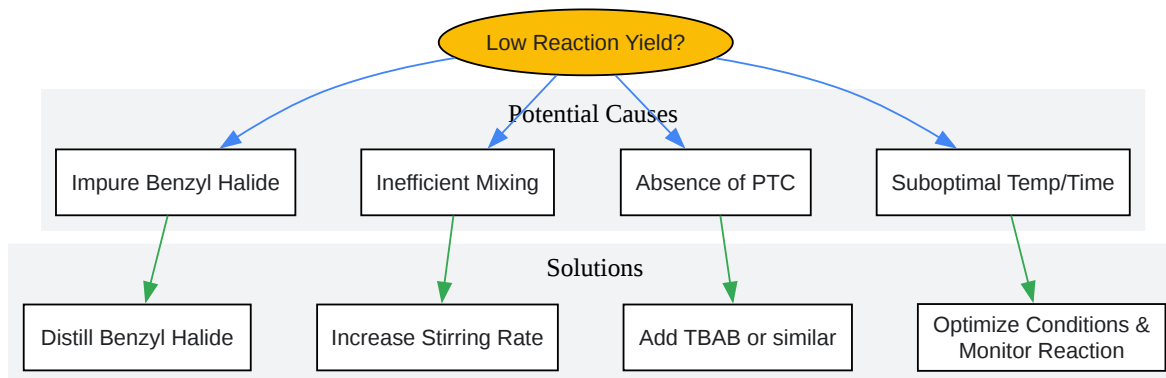 Low Reaction Yield?
Potential Causes
Impure Benzyl Halide
Inefficient Mixing
Absence of PTC
Suboptimal Temp/Time
Solutions
Distill Benzyl Halide
Increase Stirring Rate
Add TBAB or similar
Optimize Conditions &
Monitor Reaction